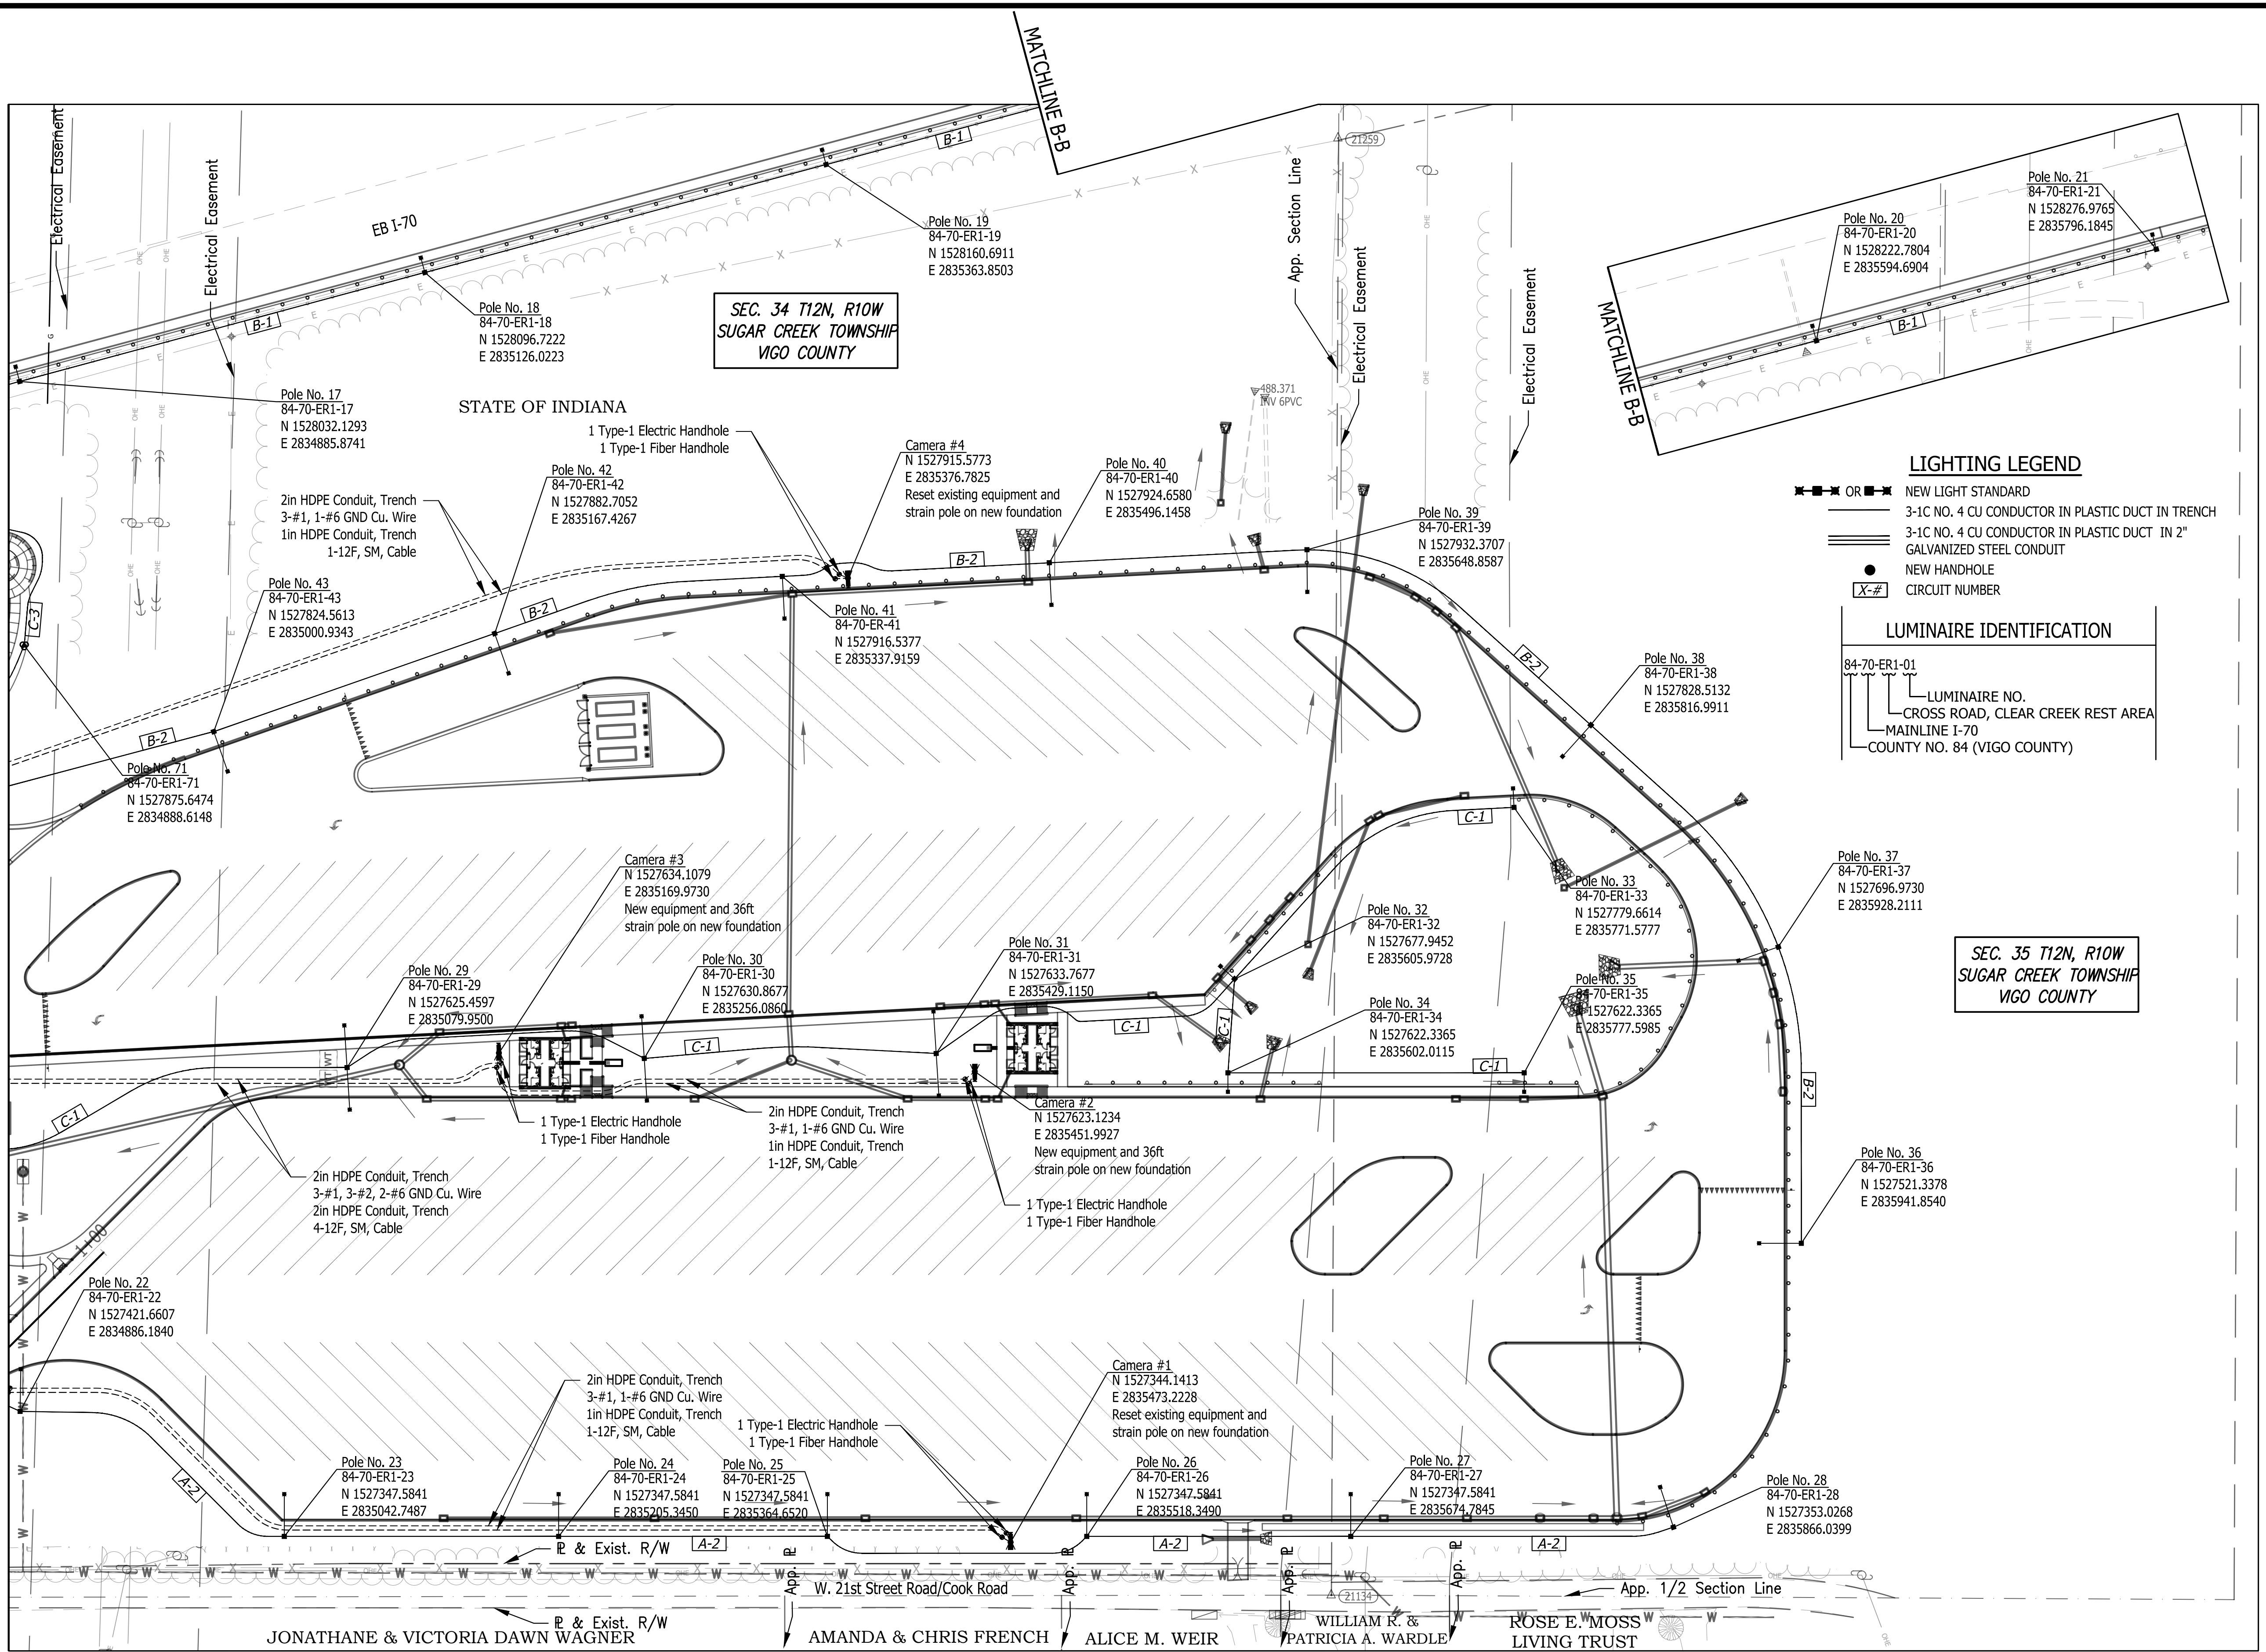 MATCHLINE B-B
Electrical Easement
Electrical Easement
EB I-70
B-1
B-1
21259
App. Section Line
Electrical Easement
Electrical Easement
Pole No. 19
84-70-ER1-19
N 1528160.6911
E 2835363.8503
Pole No. 18
84-70-ER1-18
N 1528096.7222
E 2835126.0223
SEC. 34 T12N, R10W
SUGAR CREEK TOWNSHIP
VIGO COUNTY
Pole No. 17
84-70-ER1-17
N 1528032.1293
E 2834885.8741
STATE OF INDIANA
Pole No. 21
84-70-ER1-21
N 1528276.9765
E 2835796.1845
Pole No. 20
84-70-ER1-20
N 1528222.7804
E 2835594.6904
B-1
MATCHLINE B-B
488.371
INV 6PVC
LIGHTING LEGEND
OR
NEW LIGHT STANDARD
3-1C NO. 4 CU CONDUCTOR IN PLASTIC DUCT IN TRENCH
3-1C NO. 4 CU CONDUCTOR IN PLASTIC DUCT IN 2"
GALVANIZED STEEL CONDUIT
NEW HANDHOLE
X-#
CIRCUIT NUMBER
LUMINAIRE IDENTIFICATION
84-70-ER1-01
LUMINAIRE NO.
CROSS ROAD, CLEAR CREEK REST AREA
MAINLINE I-70
COUNTY NO. 84 (VIGO COUNTY)
1 Type-1 Electric Handhole
1 Type-1 Fiber Handhole
Camera #4
N 1527915.5773
E 2835376.7825
Reset existing equipment and
strain pole on new foundation
Pole No. 40
84-70-ER1-40
N 1527924.6580
E 2835496.1458
Pole No. 42
84-70-ER1-42
N 1527882.7052
E 2835167.4267
2in HDPE Conduit, Trench
3-#1, 1-#6 GND Cu. Wire
1in HDPE Conduit, Trench
1-12F, SM, Cable
Pole No. 39
84-70-ER1-39
N 1527932.3707
E 2835648.8587
B-2
B-2
Pole No. 43
84-70-ER1-43
N 1527824.5613
E 2835000.9343
C-3
Pole No. 41
84-70-ER-41
N 1527916.5377
E 2835337.9159
B-2
Pole No. 38
84-70-ER1-38
N 1527828.5132
E 2835816.9911
B-2
Pole No. 71
84-70-ER1-71
N 1527875.6474
E 2834888.6148
C-1
Camera #3
N 1527634.1079
E 2835169.9730
New equipment and 36ft
strain pole on new foundation
Pole No. 37
84-70-ER1-37
N 1527696.9730
E 2835928.2111
Pole No. 33
84-70-ER1-33
N 1527779.6614
E 2835771.5777
Pole No. 32
84-70-ER1-32
N 1527677.9452
E 2835605.9728
Pole No. 31
84-70-ER1-31
N 1527633.7677
E 2835429.1150
Pole No. 30
84-70-ER1-30
N 1527630.8677
E 2835256.0860
Pole No. 29
84-70-ER1-29
N 1527625.4597
E 2835079.9500
Pole No. 35
84-70-ER1-35
N 1527622.3365
E 2835777.5985
Pole No. 34
84-70-ER1-34
N 1527622.3365
E 2835602.0115
SEC. 35 T12N, R10W
SUGAR CREEK TOWNSHIP
VIGO COUNTY
C-1
C-1
C-1
C-1
C-1
B-2
1 Type-1 Electric Handhole
1 Type-1 Fiber Handhole
2in HDPE Conduit, Trench
3-#1, 1-#6 GND Cu. Wire
1in HDPE Conduit, Trench
1-12F, SM, Cable
Camera #2
N 1527623.1234
E 2835451.9927
New equipment and 36ft
strain pole on new foundation
1 Type-1 Electric Handhole
1 Type-1 Fiber Handhole
2in HDPE Conduit, Trench
3-#1, 3-#2, 2-#6 GND Cu. Wire
2in HDPE Conduit, Trench
4-12F, SM, Cable
1+00
Pole No. 36
84-70-ER1-36
N 1527521.3378
E 2835941.8540
Pole No. 22
84-70-ER1-22
N 1527421.6607
E 2834886.1840
2in HDPE Conduit, Trench
3-#1, 1-#6 GND Cu. Wire
1in HDPE Conduit, Trench
1-12F, SM, Cable
1 Type-1 Electric Handhole
1 Type-1 Fiber Handhole
Camera #1
N 1527344.1413
E 2835473.2228
Reset existing equipment and
strain pole on new foundation
A-2
Pole No. 23
84-70-ER1-23
N 1527347.5841
E 2835042.7487
Pole No. 24
84-70-ER1-24
N 1527347.5841
E 2835205.3450
Pole No. 25
84-70-ER1-25
N 1527347.5841
E 2835364.6520
Pole No. 26
84-70-ER1-26
N 1527347.5841
E 2835518.3490
Pole No. 27
84-70-ER1-27
N 1527347.5841
E 2835674.7845
Pole No. 28
84-70-ER1-28
N 1527353.0268
E 2835866.0399
PL & Exist. R/W
A-2
A-2
A-2
App. PL
App. PL
App. PL
App. PL
W. 21st Street Road/Cook Road
21134
App. 1/2 Section Line
PL & Exist. R/W
JONATHANE & VICTORIA DAWN WAGNER
AMANDA & CHRIS FRENCH
ALICE M. WEIR
WILLIAM R. &
PATRICIA A. WARDLE
ROSE E. MOSS
LIVING TRUST